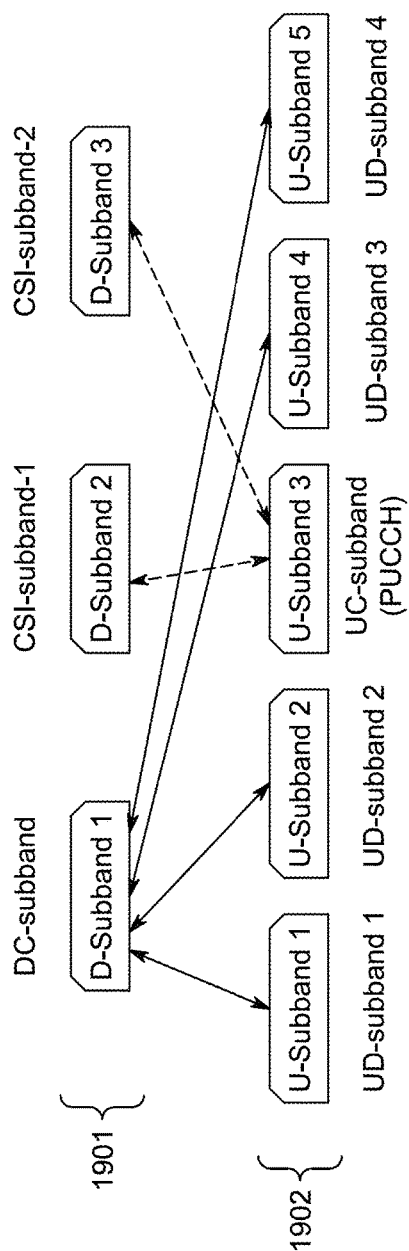 DC-subband
CSI-subband-1
CSI-subband-2
1901
D-Subband 1
D-Subband 2
D-Subband 3
1902
U-Subband 1
U-Subband 2
U-Subband 3
U-Subband 4
U-Subband 5
UD-subband 1
UD-subband 2
UC-subband
(PUCCH)
UD-subband 3
UD-subband 4